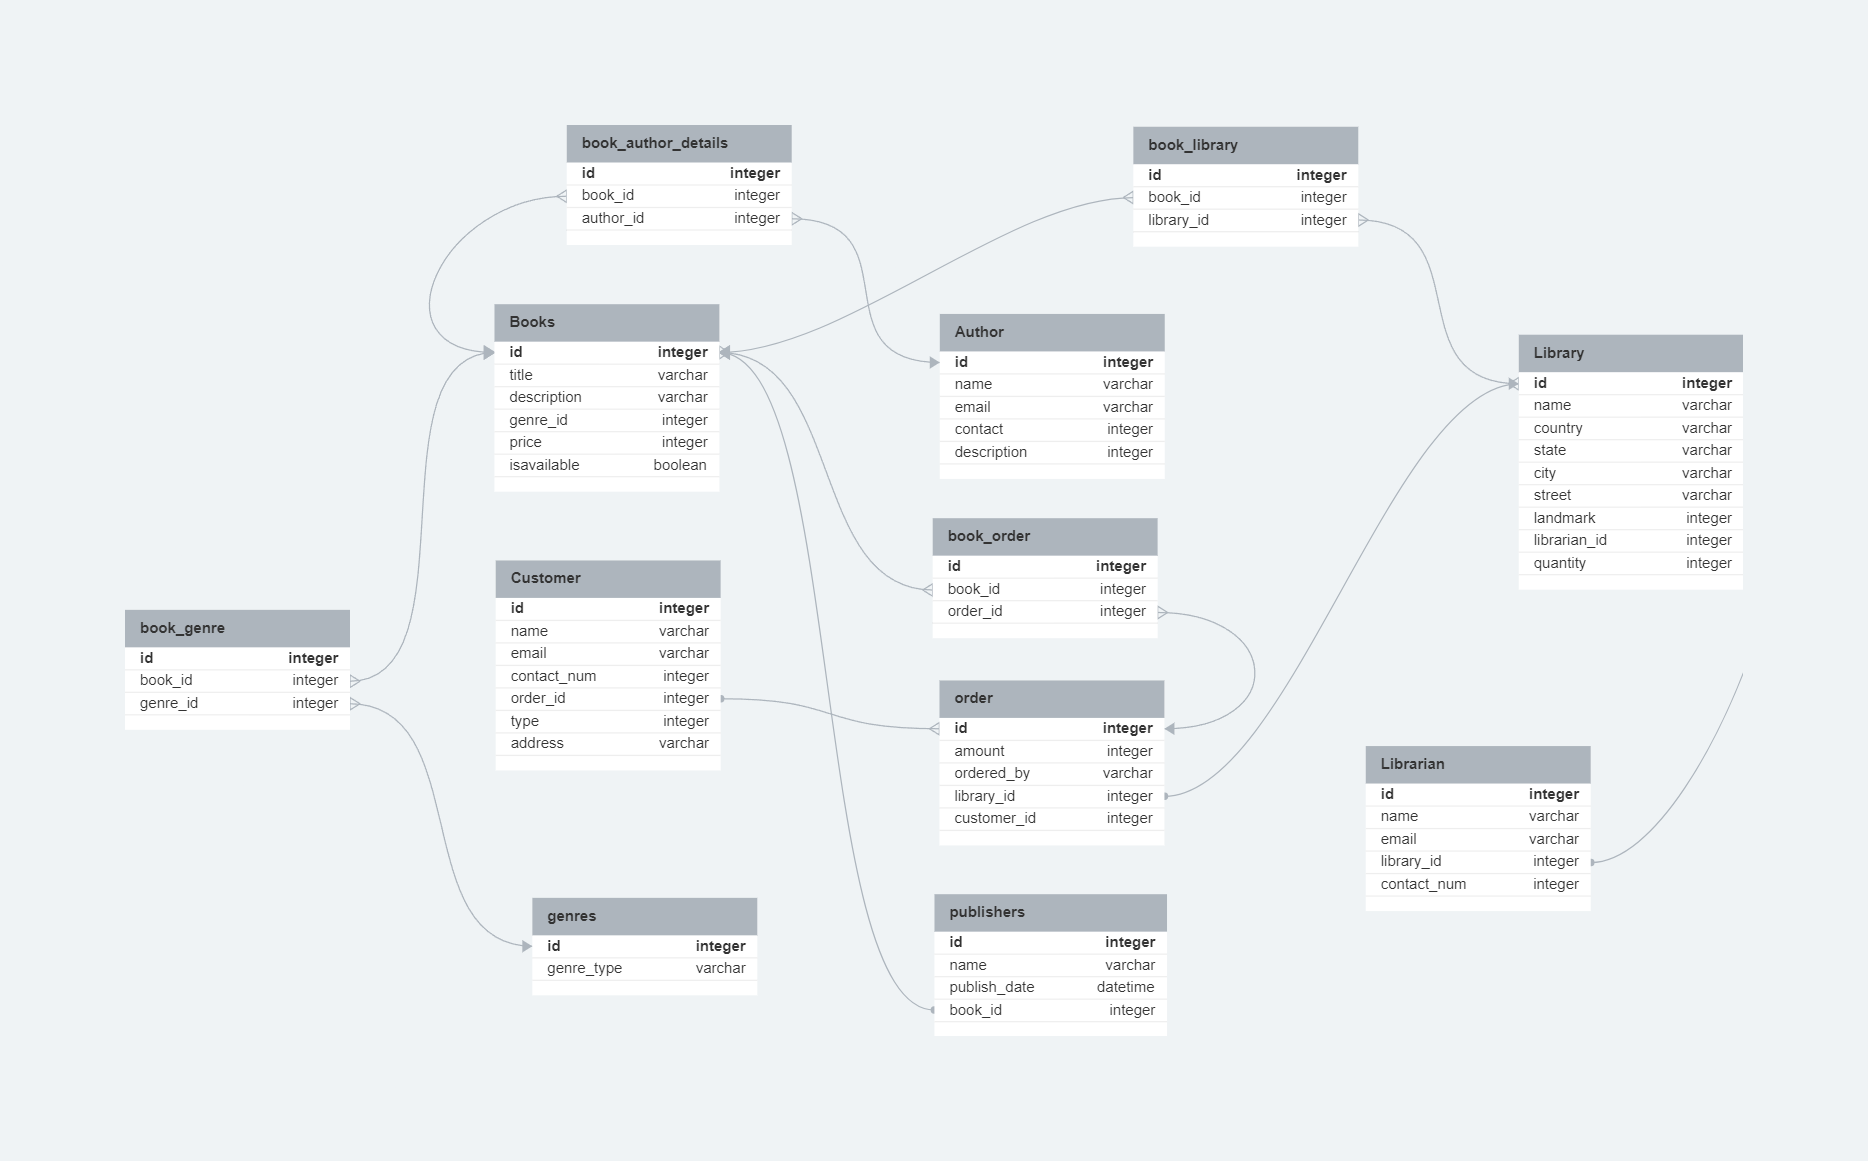 book_author_details
id integer
book_id integer
author_id integer
book_library
id integer
book_id integer
library_id integer
Books
id integer
title varchar
description varchar
genre_id integer
price integer
isavailable boolean
Author
id integer
name varchar
email varchar
contact integer
description integer
Library
id integer
name varchar
country varchar
state varchar
city varchar
street varchar
landmark integer
librarian_id integer
quantity integer
book_order
id integer
book_id integer
order_id integer
Customer
id integer
name varchar
email varchar
contact_num integer
order_id integer
type integer
address varchar
book_genre
id integer
book_id integer
genre_id integer
order
id integer
amount integer
ordered_by varchar
library_id integer
customer_id integer
Librarian
id integer
name varchar
email varchar
library_id integer
contact_num integer
genres
id integer
genre_type varchar
publishers
id integer
name varchar
publish_date datetime
book_id integer